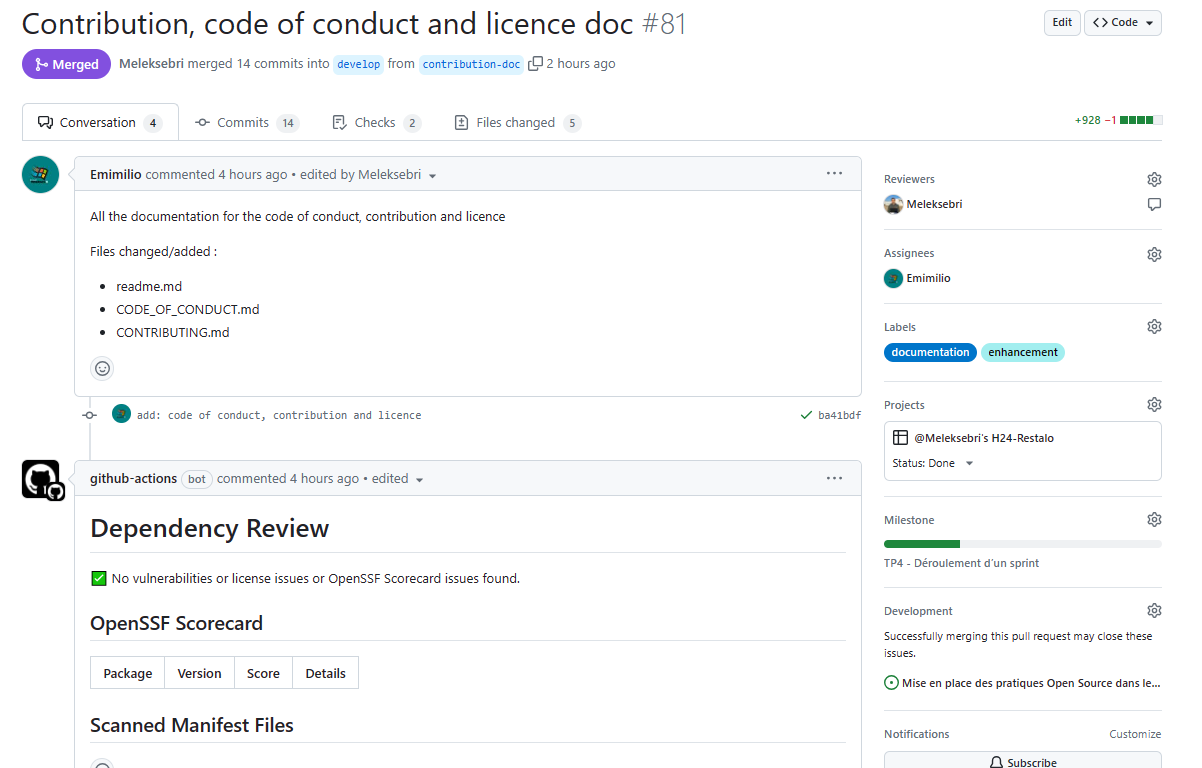 Contribution, code of conduct and licence doc #81
Edit
Code
Merged
Meleksebri merged 14 commits into develop from contribution-doc 2 hours ago
Conversation 4
Commits 14
Checks 2
Files changed 5
+928 −1
Emimilio commented 4 hours ago • edited by Meleksebri
All the documentation for the code of conduct, contribution and licence
Files changed/added :
readme.md
CODE_OF_CONDUCT.md
CONTRIBUTING.md
add: code of conduct, contribution and licence
ba41bdf
github-actions bot commented 4 hours ago • edited
Dependency Review
No vulnerabilities or license issues or OpenSSF Scorecard issues found.
OpenSSF Scorecard
Package Version Score Details
Scanned Manifest Files
Reviewers
Meleksebri
Assignees
Emimilio
Labels
documentation enhancement
Projects
@Meleksebri's H24-Restalo
Status: Done
Milestone
TP4 - Déroulement d'un sprint
Development
Successfully merging this pull request may close these
issues.
Mise en place des pratiques Open Source dans le...
Notifications
Customize
Subscribe